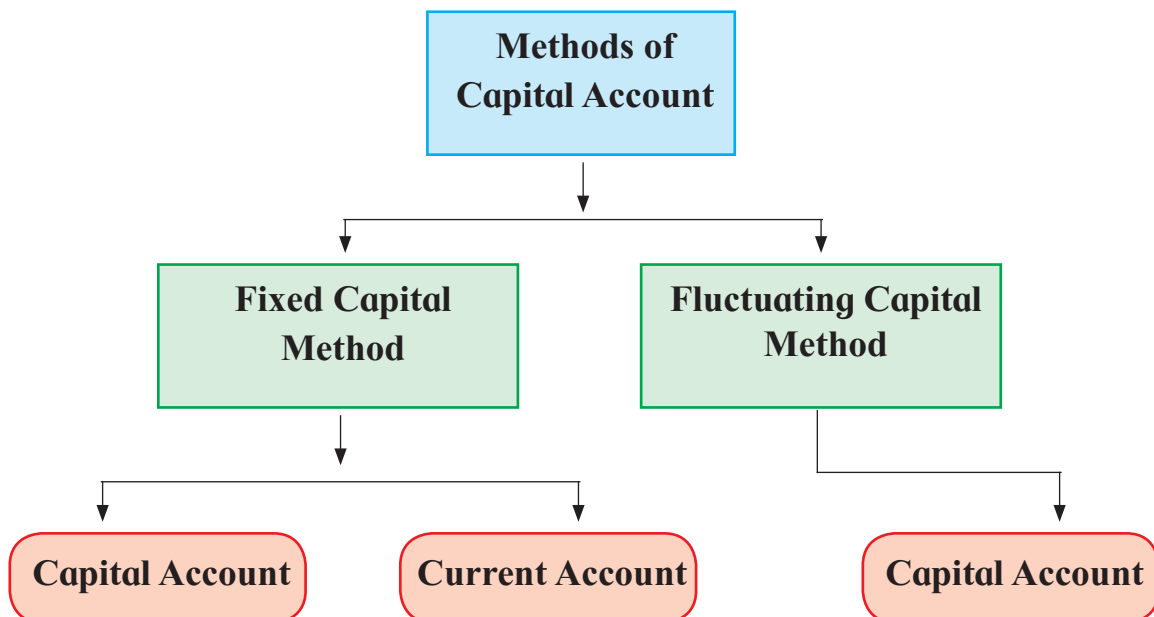 Methods of
Capital Account
Fixed Capital
Method
Fluctuating Capital
Method
Capital Account
Current Account
Capital Account